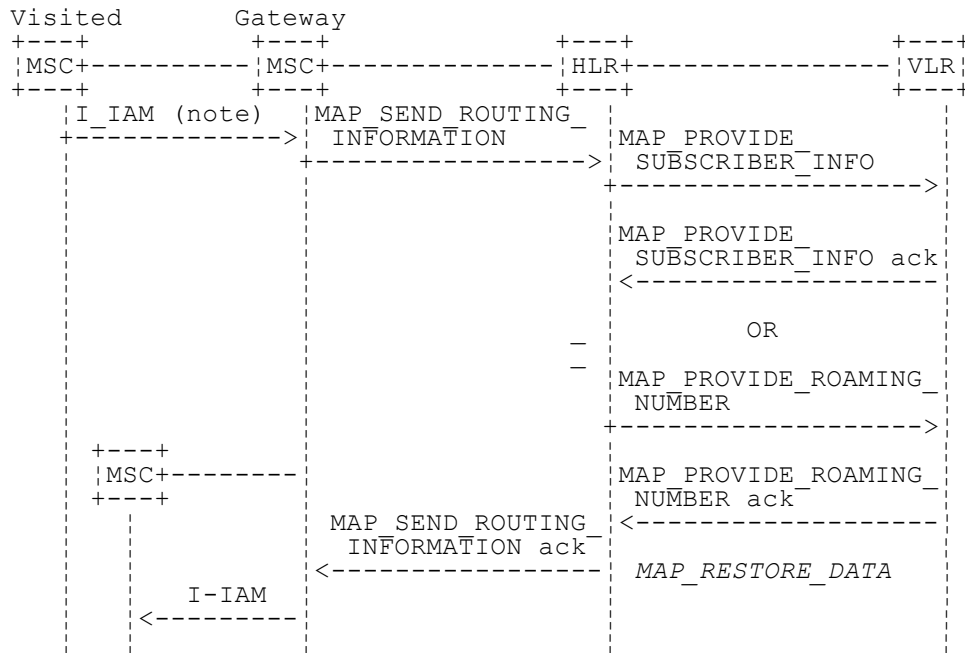 Visited Gateway
MSC MSC HLR VLR
I_IAM (note) MAP_SEND_ROUTING_
INFORMATION MAP_PROVIDE_
SUBSCRIBER_INFO
MAP_PROVIDE_
SUBSCRIBER_INFO ack
OR
MAP_PROVIDE_ROAMING_
NUMBER
MSC MAP_PROVIDE_ROAMING_
NUMBER ack
MAP_SEND_ROUTING_
INFORMATION ack
MAP_RESTORE_DATA
I-IAM